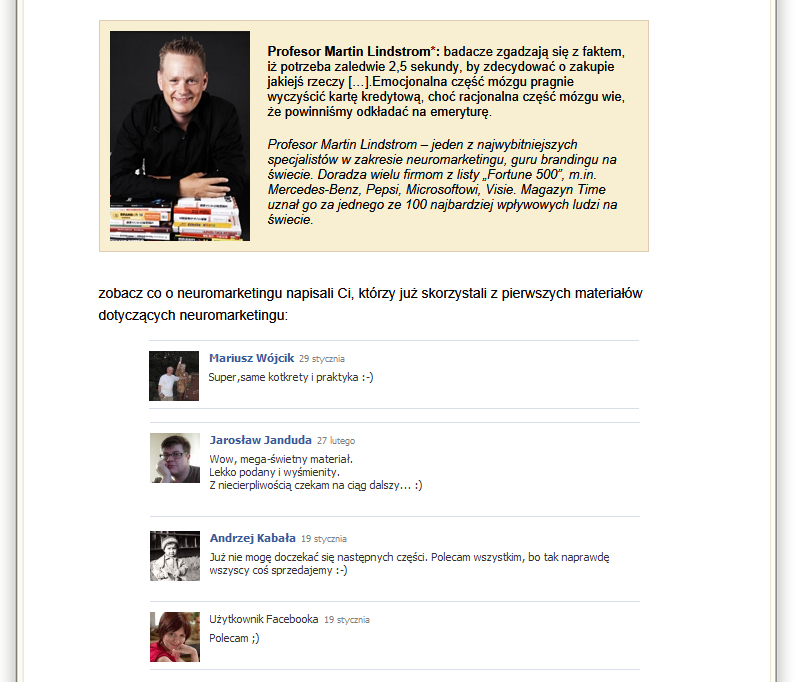 Profesor Martin Lindstrom*: badacze zgadzają się z faktem,
iż potrzeba zaledwie 2,5 sekundy, by zdecydować o zakupie
jakiejś rzeczy [...].Emocjonalna część mózgu pragnie
wyczyścić kartę kredytową, choć racjonalna część mózgu wie,
że powinniśmy odkładać na emeryturę.
Profesor Martin Lindstrom – jeden z najwybitniejszych
specjalistów w zakresie neuromarketingu, guru brandingu na
świecie. Doradza wielu firmom z listy „Fortune 500”, m.in.
Mercedes-Benz, Pepsi, Microsoftowi, Visie. Magazyn Time
uznał go za jednego ze 100 najbardziej wpływowych ludzi na
świecie.
zobacz co o neuromarketingu napisali Ci, którzy już skorzystali z pierwszych materiałów
dotyczących neuromarketingu:
Mariusz Wójcik 29 stycznia
Super,same kotkrety i praktyka :-)
Jarosław Janduda 27 lutego
Wow, mega-świetny materiał.
Lekko podany i wyśmienity.
Z niecierpliwością czekam na ciąg dalszy... :)
Andrzej Kabała 19 stycznia
Już nie mogę doczekać się następnych części. Polecam wszystkim, bo tak naprawdę
wszyscy coś sprzedajemy :-)
Użytkownik Facebooka 19 stycznia
Polecam ;)